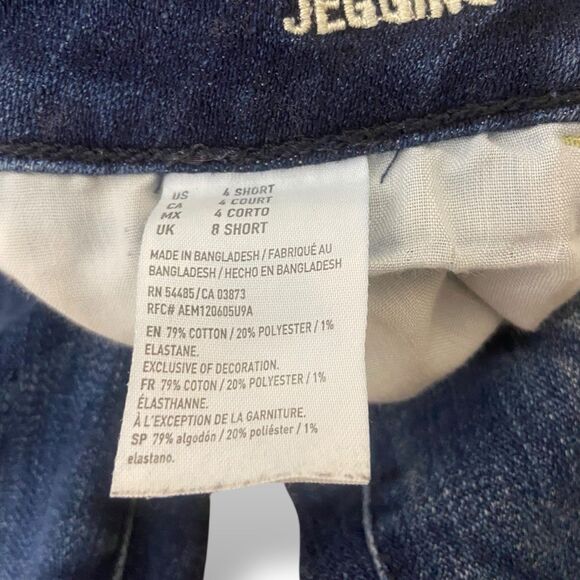 JEGGING
US 4 SHORT
CA 4 COURT
MX 4 CORTO
UK 8 SHORT
MADE IN BANGLADESH / FABRIQUÉ AU
BANGLADESH / HECHO EN BANGLADESH
RN 54485/CA 03873
RFC# AEM120605U9A
EN 79% COTTON / 20% POLYESTER / 1%
ELASTANE.
EXCLUSIVE OF DECORATION.
FR 79% COTON / 20% POLYESTER / 1%
ÉLASTHANNE.
À L'EXCEPTION DE LA GARNITURE.
SP 79% algodón / 20% poliéster / 1%
elastano.